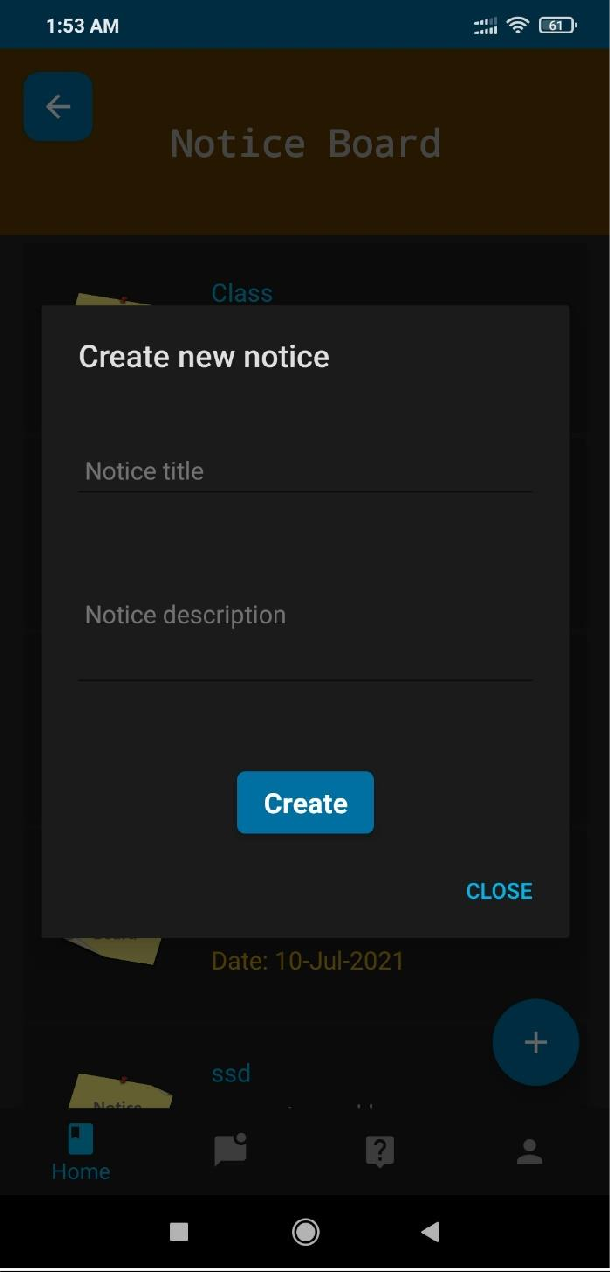 1:53 AM 61
Notice Board
Class
Create new notice
Notice title
Notice description
Create
CLOSE
Date: 10-Jul-2021
ssd
Notice
Home